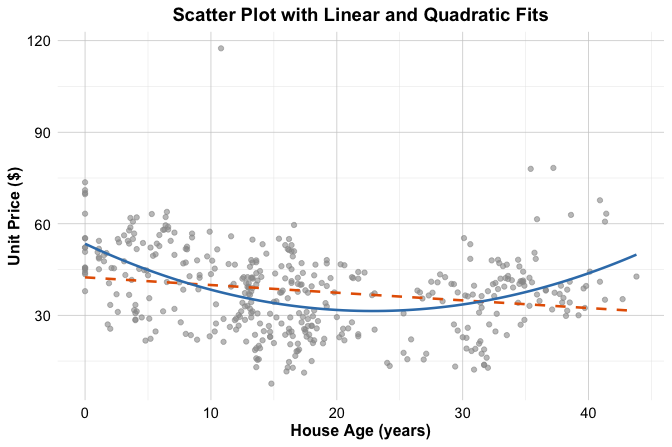 Scatter Plot with Linear and Quadratic Fits
120
90
60
30
Unit Price ($)
0 10 20 30 40
House Age (years)